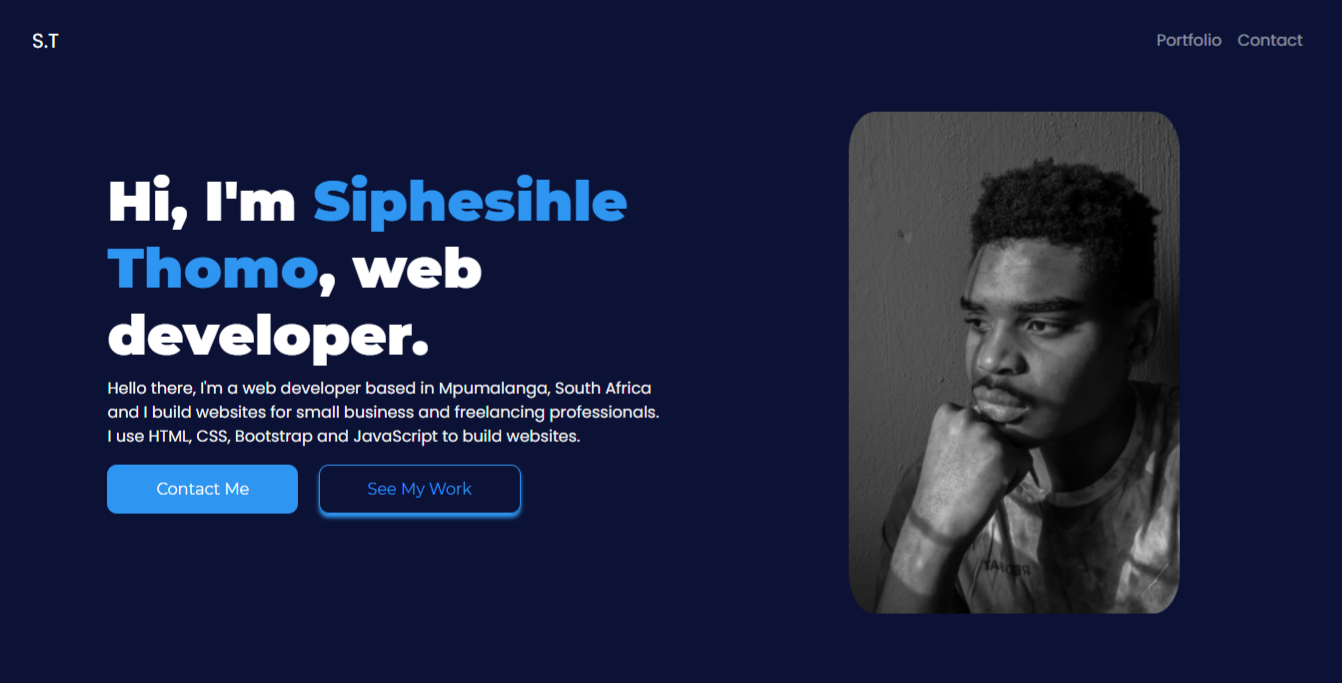 S.T
Portfolio Contact
Hi, I'm Siphesihle
Thomo, web
developer.
Hello there, I'm a web developer based in Mpumalanga, South Africa
and I build websites for small business and freelancing professionals.
I use HTML, CSS, Bootstrap and JavaScript to build websites.
Contact Me See My Work